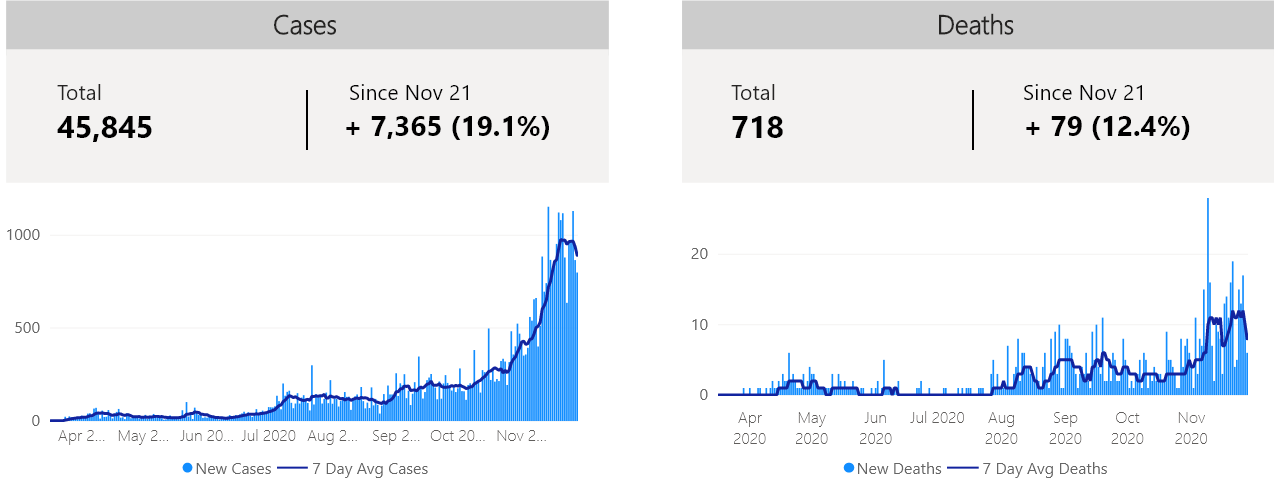 Cases
Total
45,845
Since Nov 21
+ 7,365 (19.1%)
1000
500
0
Apr 2... May 2... Jun 20... Jul 2020 Aug 2... Sep 2... Oct 20... Nov 2...
New Cases 7 Day Avg Cases
Deaths
Total
718
Since Nov 21
+ 79 (12.4%)
20
10
0
Apr May Jun Jul 2020 Aug Sep Oct Nov
2020 2020 2020 2020 2020 2020 2020
New Deaths 7 Day Avg Deaths